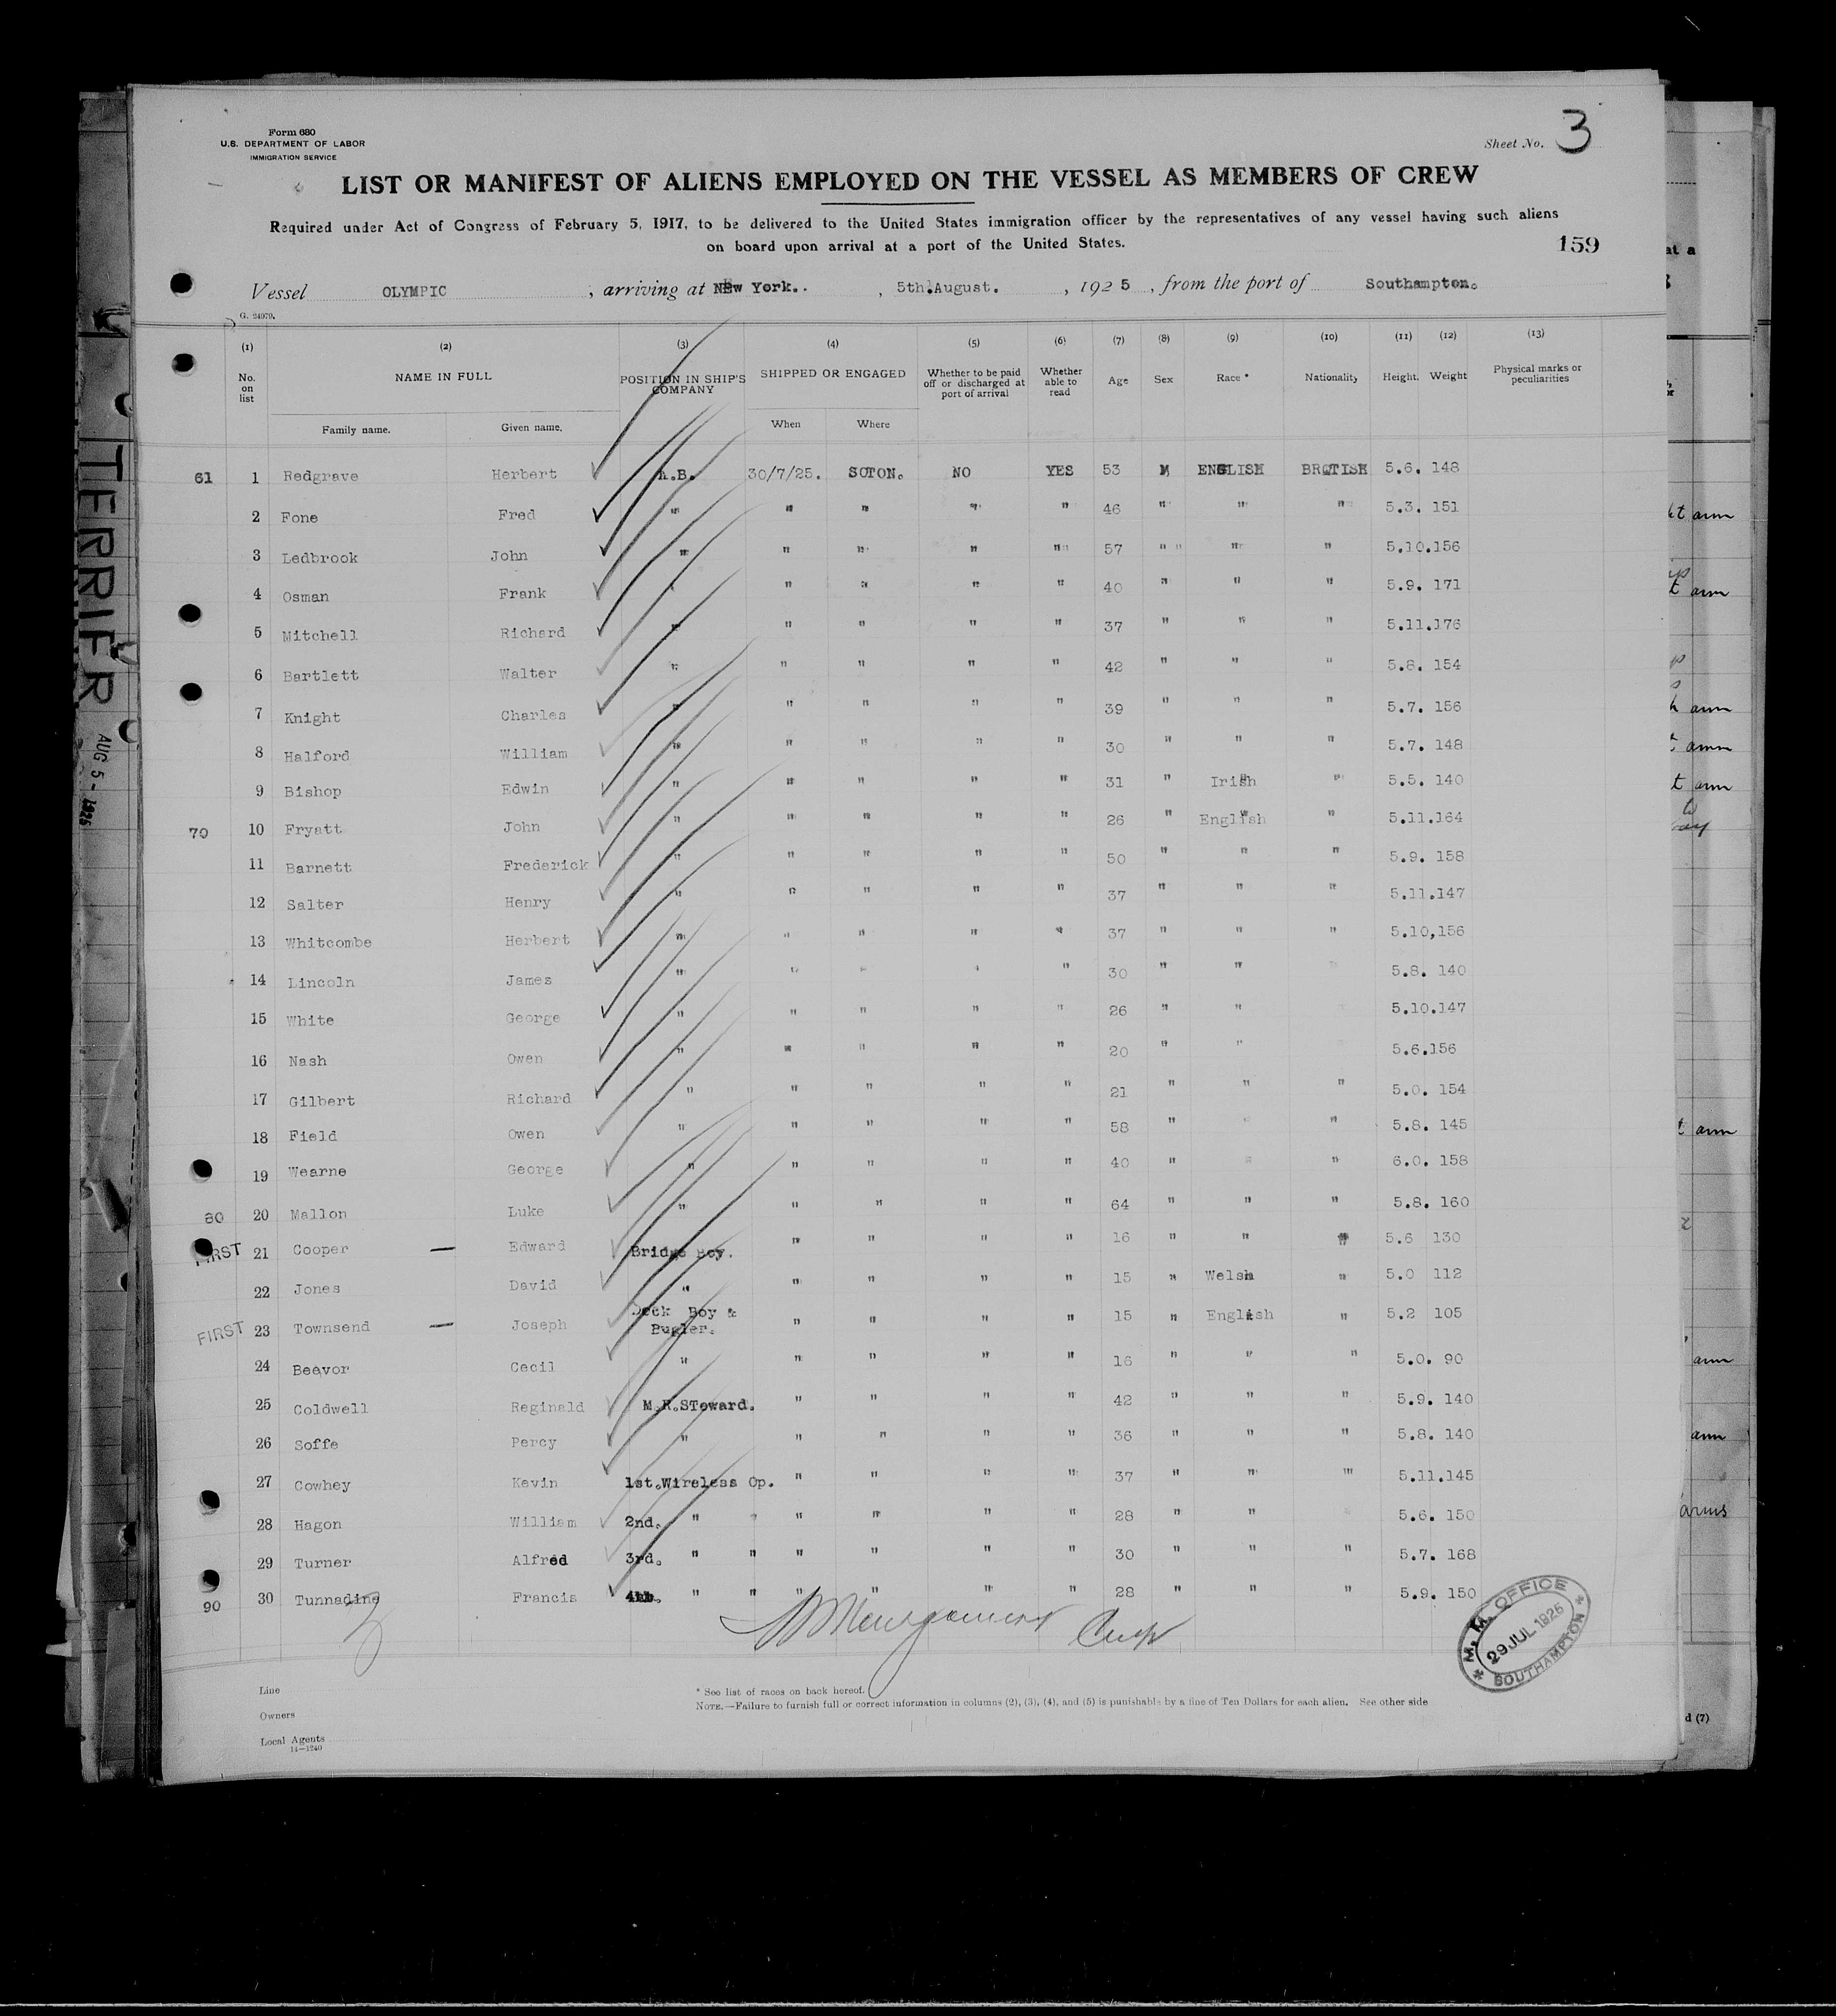 Form 680
U.S. DEPARTMENT OF LABOR
IMMIGRATION SERVICE
Sheet No. 3
LIST OR MANIFEST OF ALIENS EMPLOYED ON THE VESSEL AS MEMBERS OF CREW
Required under Act of Congress of February 5, 1917, to be delivered to the United States immigration officer by the representatives of any vessel having such aliens
on board upon arrival at a port of the United States.
159
Vessel OLYMPIC , arriving at NEw York. , 5th.August. , 1925 , from the port of Southampton.
G. 24079.
(1) (2) (3) (4) (5) (6) (7) (8) (9) (10) (11) (12) (13)
No. on list NAME IN FULL POSITION IN SHIP'S COMPANY SHIPPED OR ENGAGED Whether to be paid off or discharged at port of arrival Whether able to read Age Sex Race * Nationality Height. Weight Physical marks or peculiarities
Family name. Given name. When Where
61 1 Redgrave Herbert A.B. 30/7/25. SOTON. NO YES 53 M ENGLISH BRITISH 5.6. 148
2 Fone Fred " " " " " 46 " " " 5.3. 151
3 Ledbrook John " " " " " 57 " " " 5.10.156
4 Osman Frank " " " " " 40 " " " 5.9. 171
5 Mitchell Richard " " " " " 37 " " " 5.11.176
6 Bartlett Walter " " " " " 42 " " " 5.8. 154
7 Knight Charles " " " " " 39 " " " 5.7. 156
8 Halford William " " " " " 30 " " " 5.7. 148
9 Bishop Edwin " " " " " 31 " Irish " 5.5. 140
70 10 Fryatt John " " " " " 26 " English " 5.11.164
11 Barnett Frederick " " " " " 50 " " " 5.9. 158
12 Salter Henry " " " " " 37 " " " 5.11.147
13 Whitcombe Herbert " " " " " 37 " " " 5.10,156
14 Lincoln James " " " " " 30 " " 5.8. 140
15 White George " " " " " 26 " " 5.10.147
16 Nash Owen " " " " " 20 " " 5.6.156
17 Gilbert Richard " " " " " 21 " " " 5.0. 154
18 Field Owen " " " " " 58 " " " 5.8. 145
19 Wearne George " " " " " 40 " " " 6.0. 158
80 20 Mallon Luke " " " " " 64 " " " 5.8. 160
FIRST 21 Cooper — Edward Bridge Boy. " " " " 16 " " " 5.6 130
22 Jones David " " " " " 15 " Welsh " 5.0 112
FIRST 23 Townsend — Joseph Deck Boy & Bugler. " " " " 15 " English " 5.2 105
24 Beavor Cecil " " " " " 16 " " " 5.0. 90
25 Coldwell Reginald M.R.STeward. " " " " 42 " " " 5.9. 140
26 Soffe Percy " " " " " 36 " " " 5.8. 140
27 Cowhey Kevin 1st.Wireless Op. " " " " 37 " " " 5.11.145
28 Hagon William 2nd. " " " " " " 28 " " 5.6. 150
29 Turner Alfred 3rd. " " " " " " 30 " " " 5.7. 168
90 30 Tunnadine Francis 4th. " " " " " " 28 " " " 5.9. 150
M. M. OFFICE
29 JUL 1925
SOUTHAMPTON
Line
Owners
Local Agents
14—1240
* See list of races on back hereof.
NOTE.—Failure to furnish full or correct information in columns (2), (3), (4), and (5) is punishable by a fine of Ten Dollars for each alien. See other side
TERRIER
AUG 5 - 1925
at a
arm
arm
arm
arm
arm
arm
arm
arm
arms
d (7)